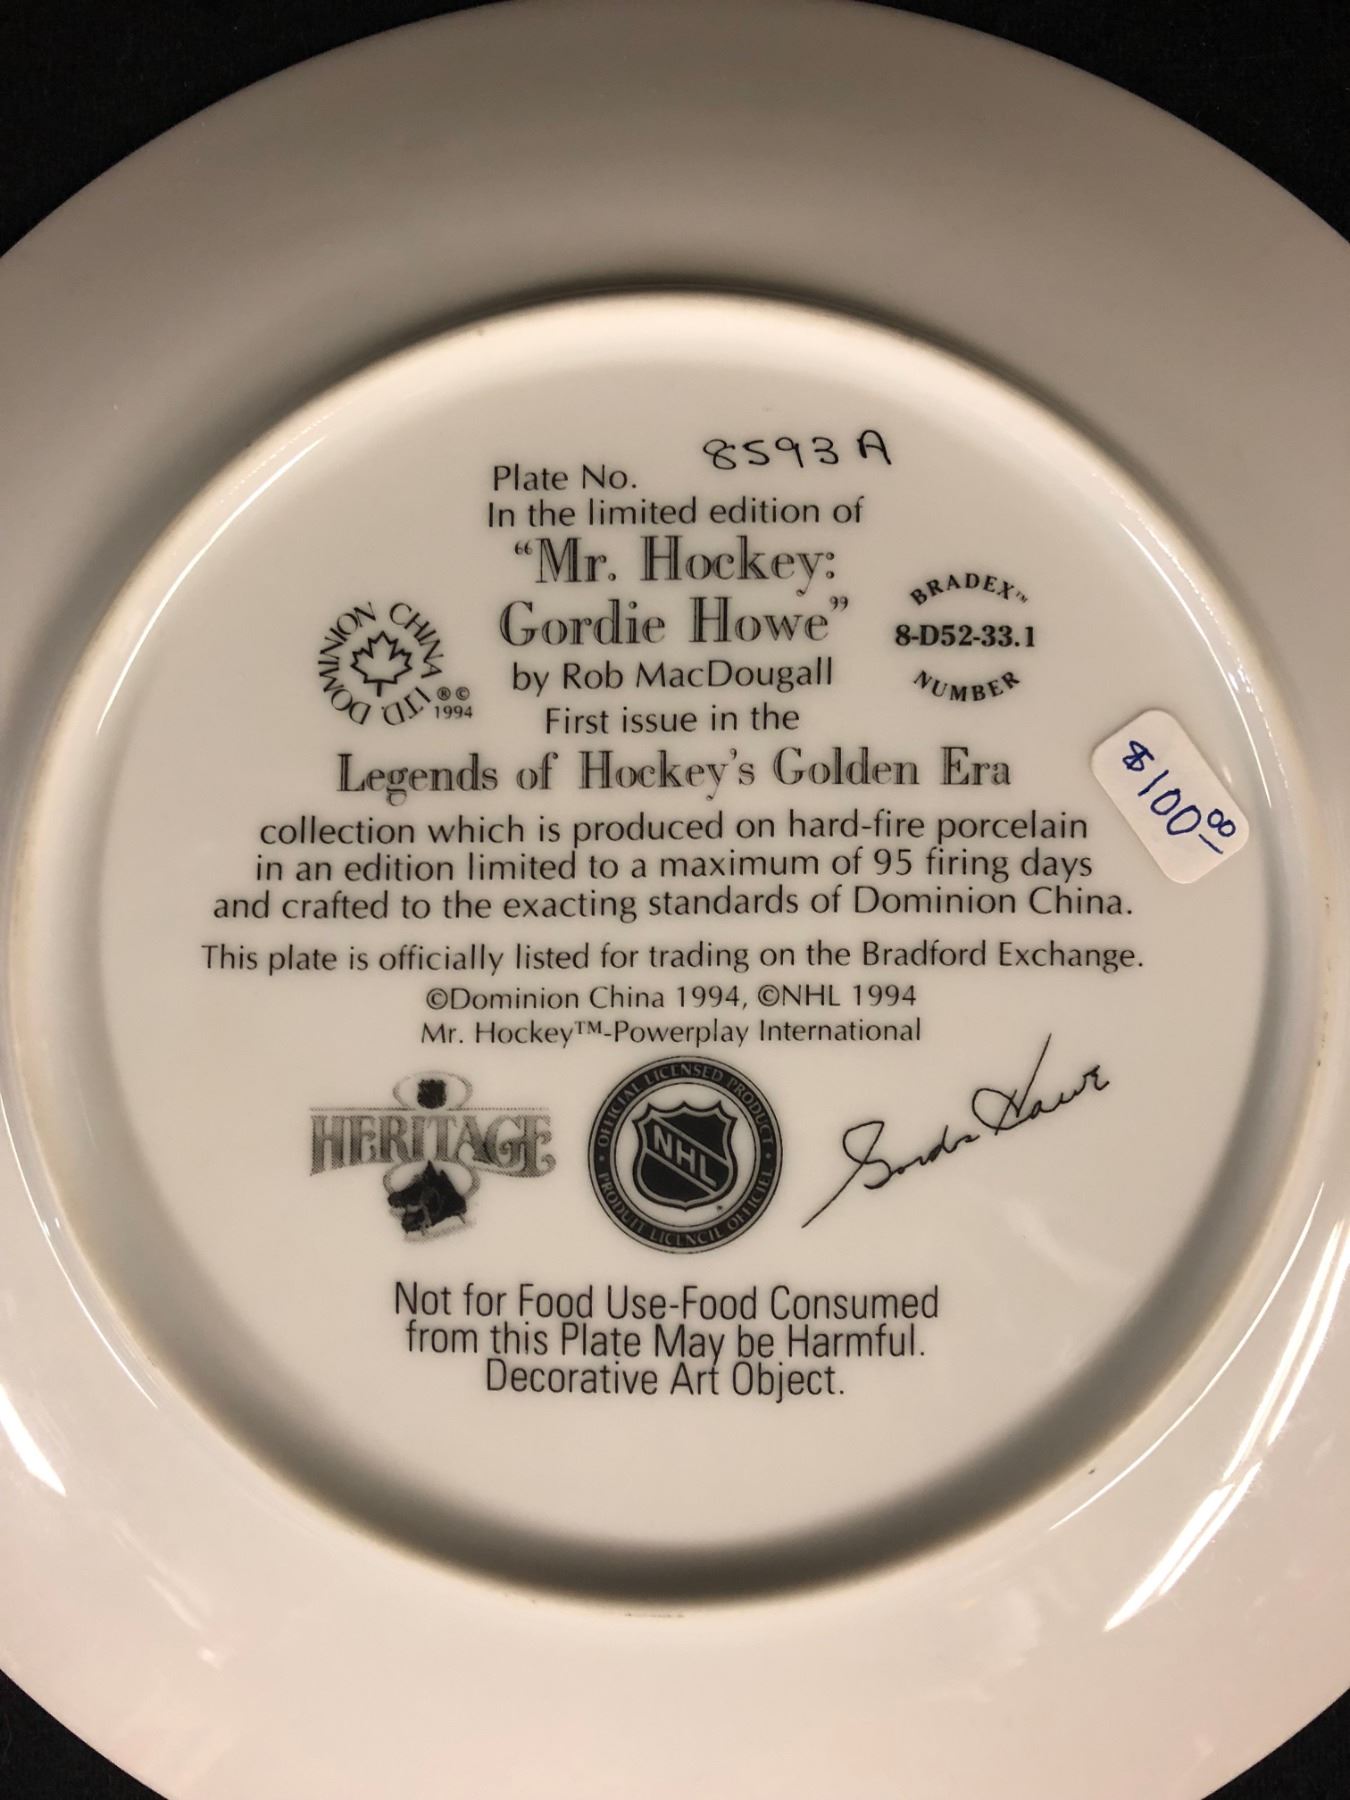 8593 A
Plate No.
In the limited edition of
“Mr. Hockey:
Gordie Howe”
by Rob MacDougall
DOMINION CHINA LTD. ®©
1994
BRADEX™
8-D52-33.1
NUMBER
First issue in the
Legends of Hockey's Golden Era
$100.00
collection which is produced on hard-fire porcelain
in an edition limited to a maximum of 95 firing days
and crafted to the exacting standards of Dominion China.
This plate is officially listed for trading on the Bradford Exchange.
©Dominion China 1994, ©NHL 1994
Mr. Hockey™-Powerplay International
HERITAGE
OFFICIAL LICENSED PRODUCT
NHL
PRODUIT LICENCIE OFFICIEL
Gordie Howe
Not for Food Use-Food Consumed
from this Plate May be Harmful.
Decorative Art Object.